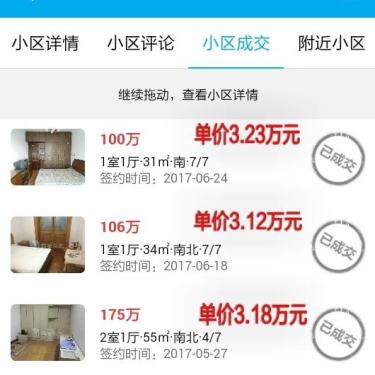 小区详情 小区评论 小区成交 附近小区
继续拖动，查看小区详情
100万 单价3.23万元
1室1厅·31㎡·南·7/7 已成交
签约时间：2017-06-24
106万 单价3.12万元
1室1厅·34㎡·南北·7/7 已成交
签约时间：2017-06-18
175万 单价3.18万元
2室1厅·55㎡·南北·4/7 已成交
签约时间：2017-05-27